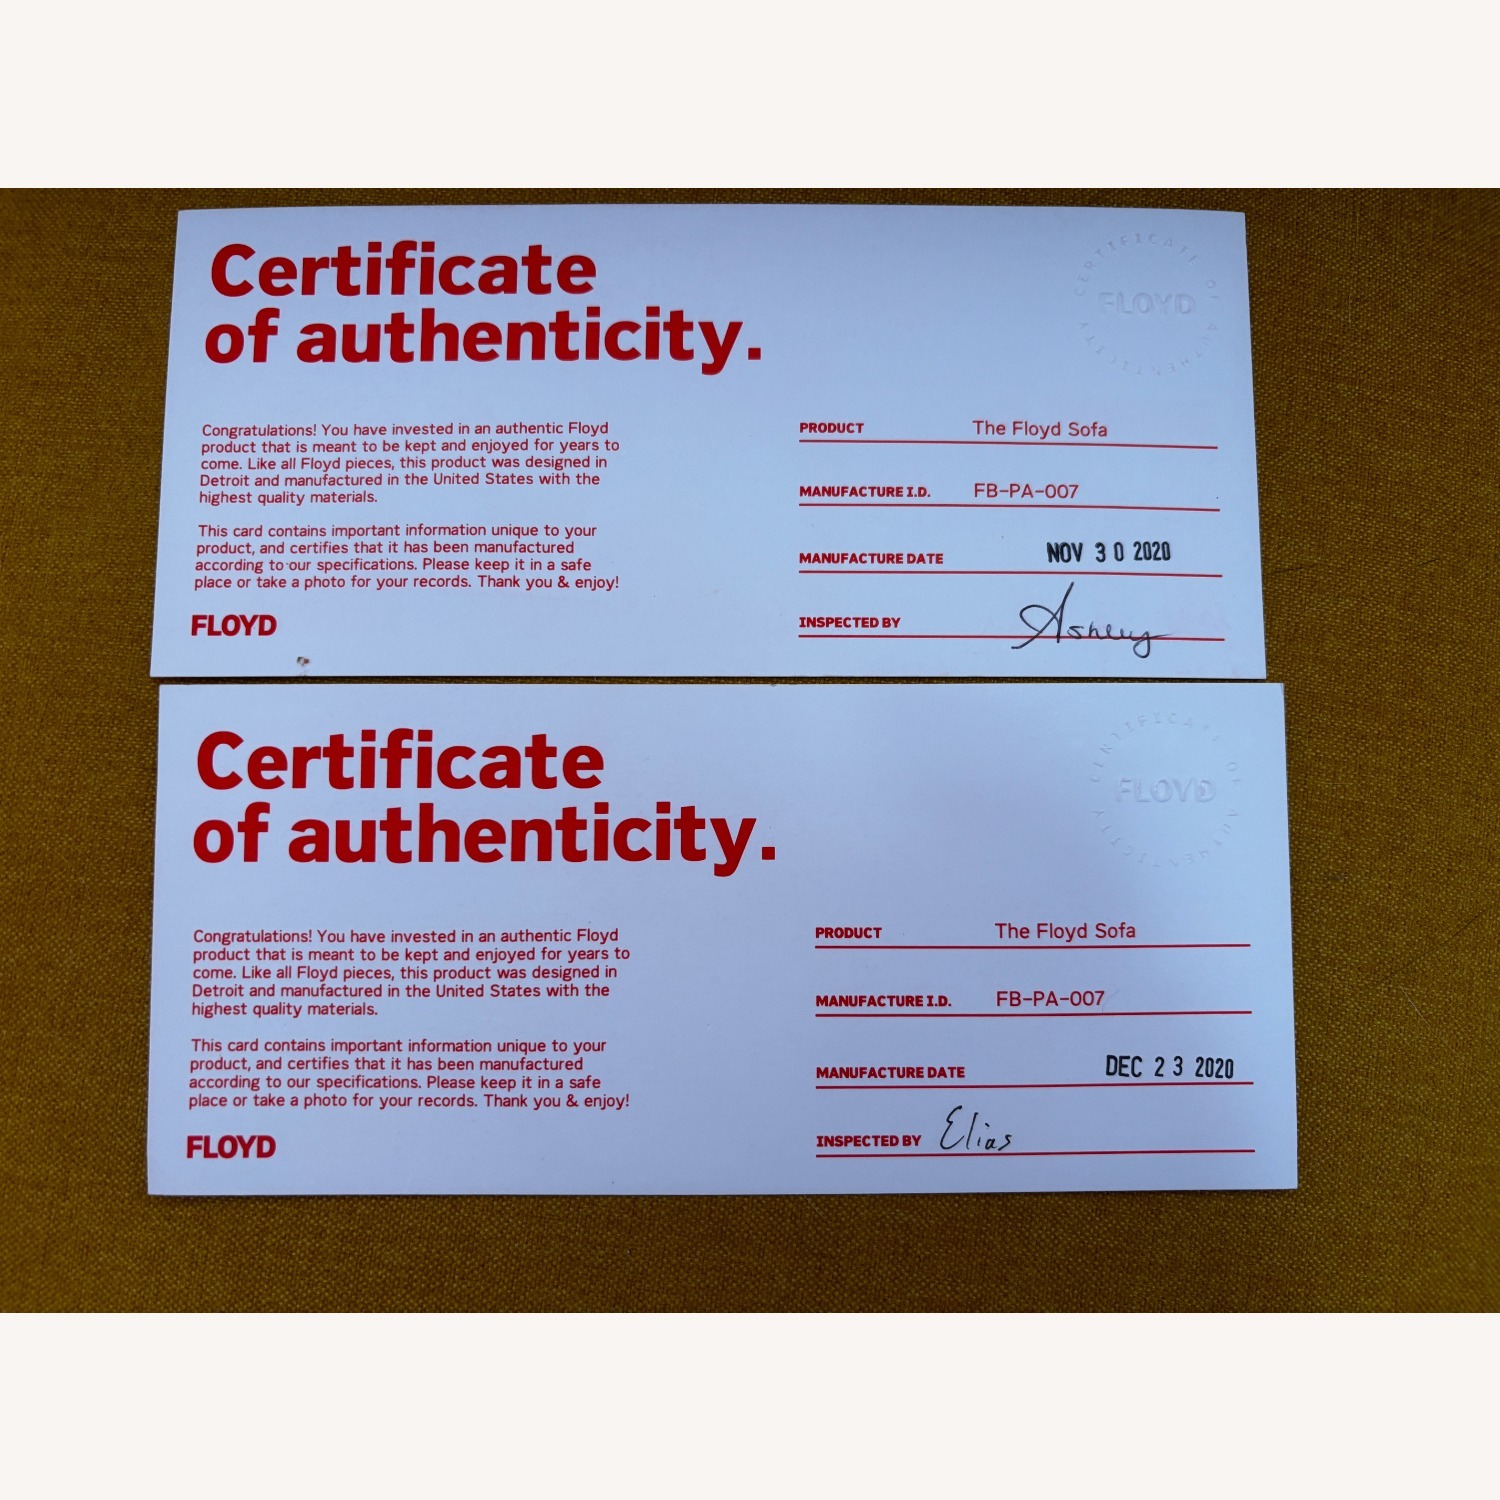 Certificate
of authenticity.
CERTIFICATE OF AUTHENTICITY
FLOYD
Congratulations! You have invested in an authentic Floyd
product that is meant to be kept and enjoyed for years to
come. Like all Floyd pieces, this product was designed in
Detroit and manufactured in the United States with the
highest quality materials.
This card contains important information unique to your
product, and certifies that it has been manufactured
according to our specifications. Please keep it in a safe
place or take a photo for your records. Thank you & enjoy!
FLOYD
PRODUCT The Floyd Sofa
MANUFACTURE I.D. FB-PA-007
MANUFACTURE DATE NOV 30 2020
INSPECTED BY Ashley
Certificate
of authenticity.
CERTIFICATE OF AUTHENTICITY
FLOYD
Congratulations! You have invested in an authentic Floyd
product that is meant to be kept and enjoyed for years to
come. Like all Floyd pieces, this product was designed in
Detroit and manufactured in the United States with the
highest quality materials.
This card contains important information unique to your
product, and certifies that it has been manufactured
according to our specifications. Please keep it in a safe
place or take a photo for your records. Thank you & enjoy!
FLOYD
PRODUCT The Floyd Sofa
MANUFACTURE I.D. FB-PA-007
MANUFACTURE DATE DEC 23 2020
INSPECTED BY Elias